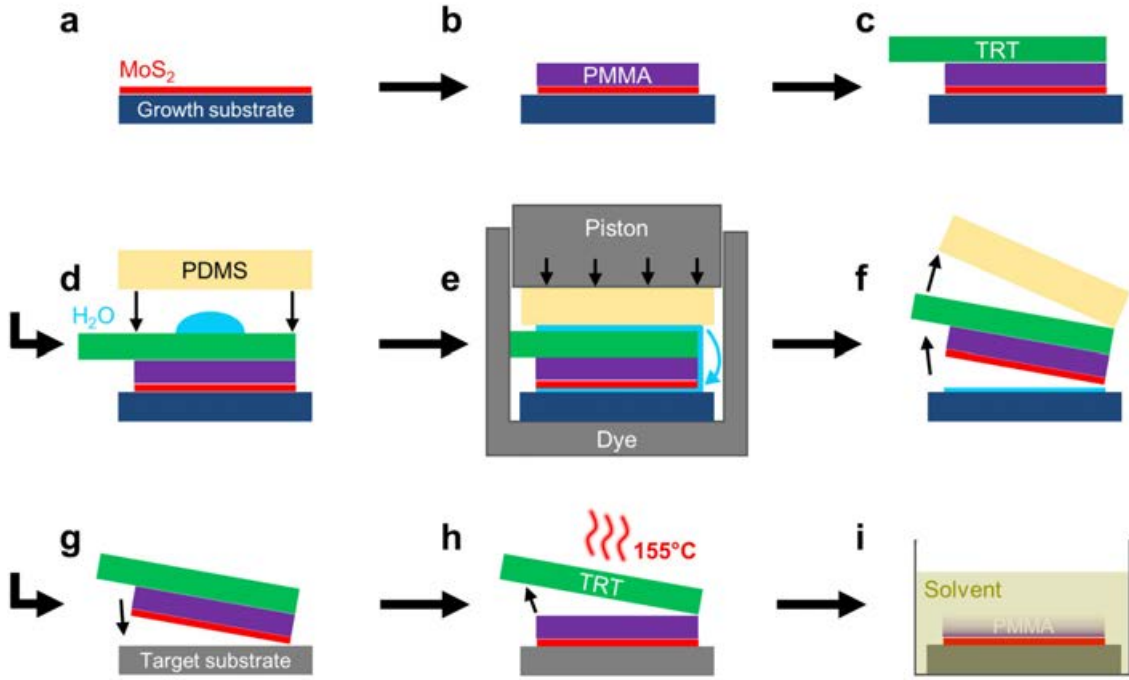 a
MoS₂
Growth substrate
b
PMMA
c
TRT
d
PDMS
H₂O
e
Piston
Dye
f
g
Target substrate
h
155°C
TRT
i
Solvent
PMMA